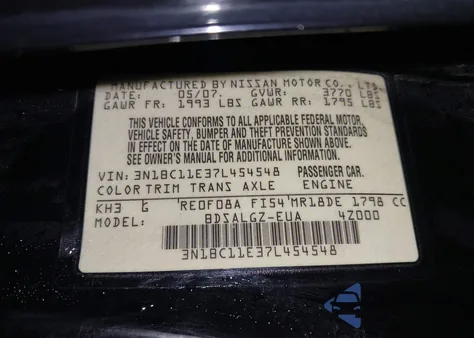 MANUFACTURED BY NISSAN MOTOR CO., LTD.
DATE: 05/07. GVWR: 3770 LBS
GAWR FR: 1993 LBS GAWR RR: 1795 LBS
THIS VEHICLE CONFORMS TO ALL APPLICABLE FEDERAL MOTOR
VEHICLE SAFETY, BUMPER AND THEFT PREVENTION STANDARDS
IN EFFECT ON THE DATE OF MANUFACTURE SHOWN ABOVE.
SEE OWNER'S MANUAL FOR ADDITIONAL INFORMATION.
VIN: 3N1BC11E37L454548 PASSENGER CAR.
COLOR TRIM TRANS AXLE ENGINE
KH3 G RE0F08A FI54 MR18DE 1798 CC
MODEL: BDSALGZ-EUA 4Z000
3N1BC11E37L454548